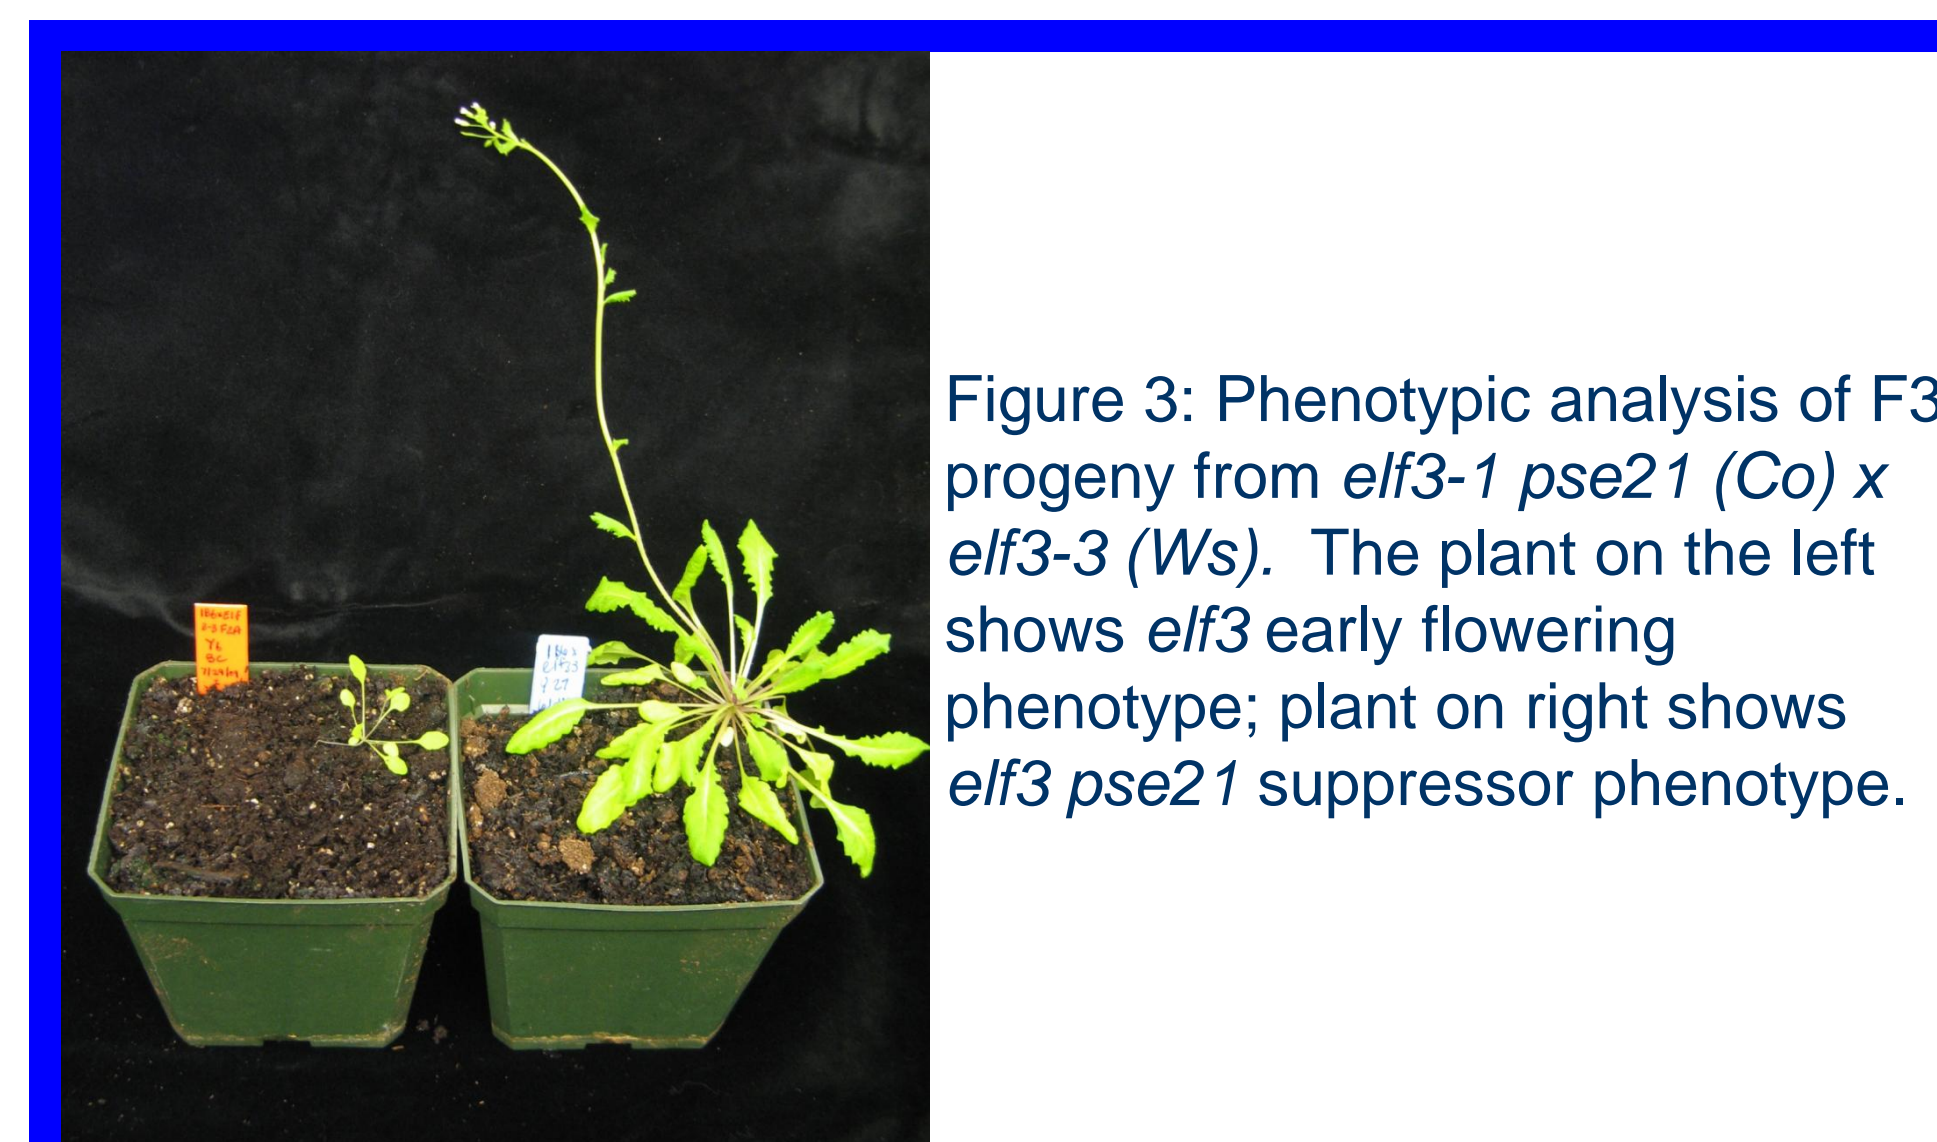 Figure 3: Phenotypic analysis of F3
progeny from elf3-1 pse21 (Co) x
elf3-3 (Ws). The plant on the left
shows elf3 early flowering
phenotype; plant on right shows
elf3 pse21 suppressor phenotype.